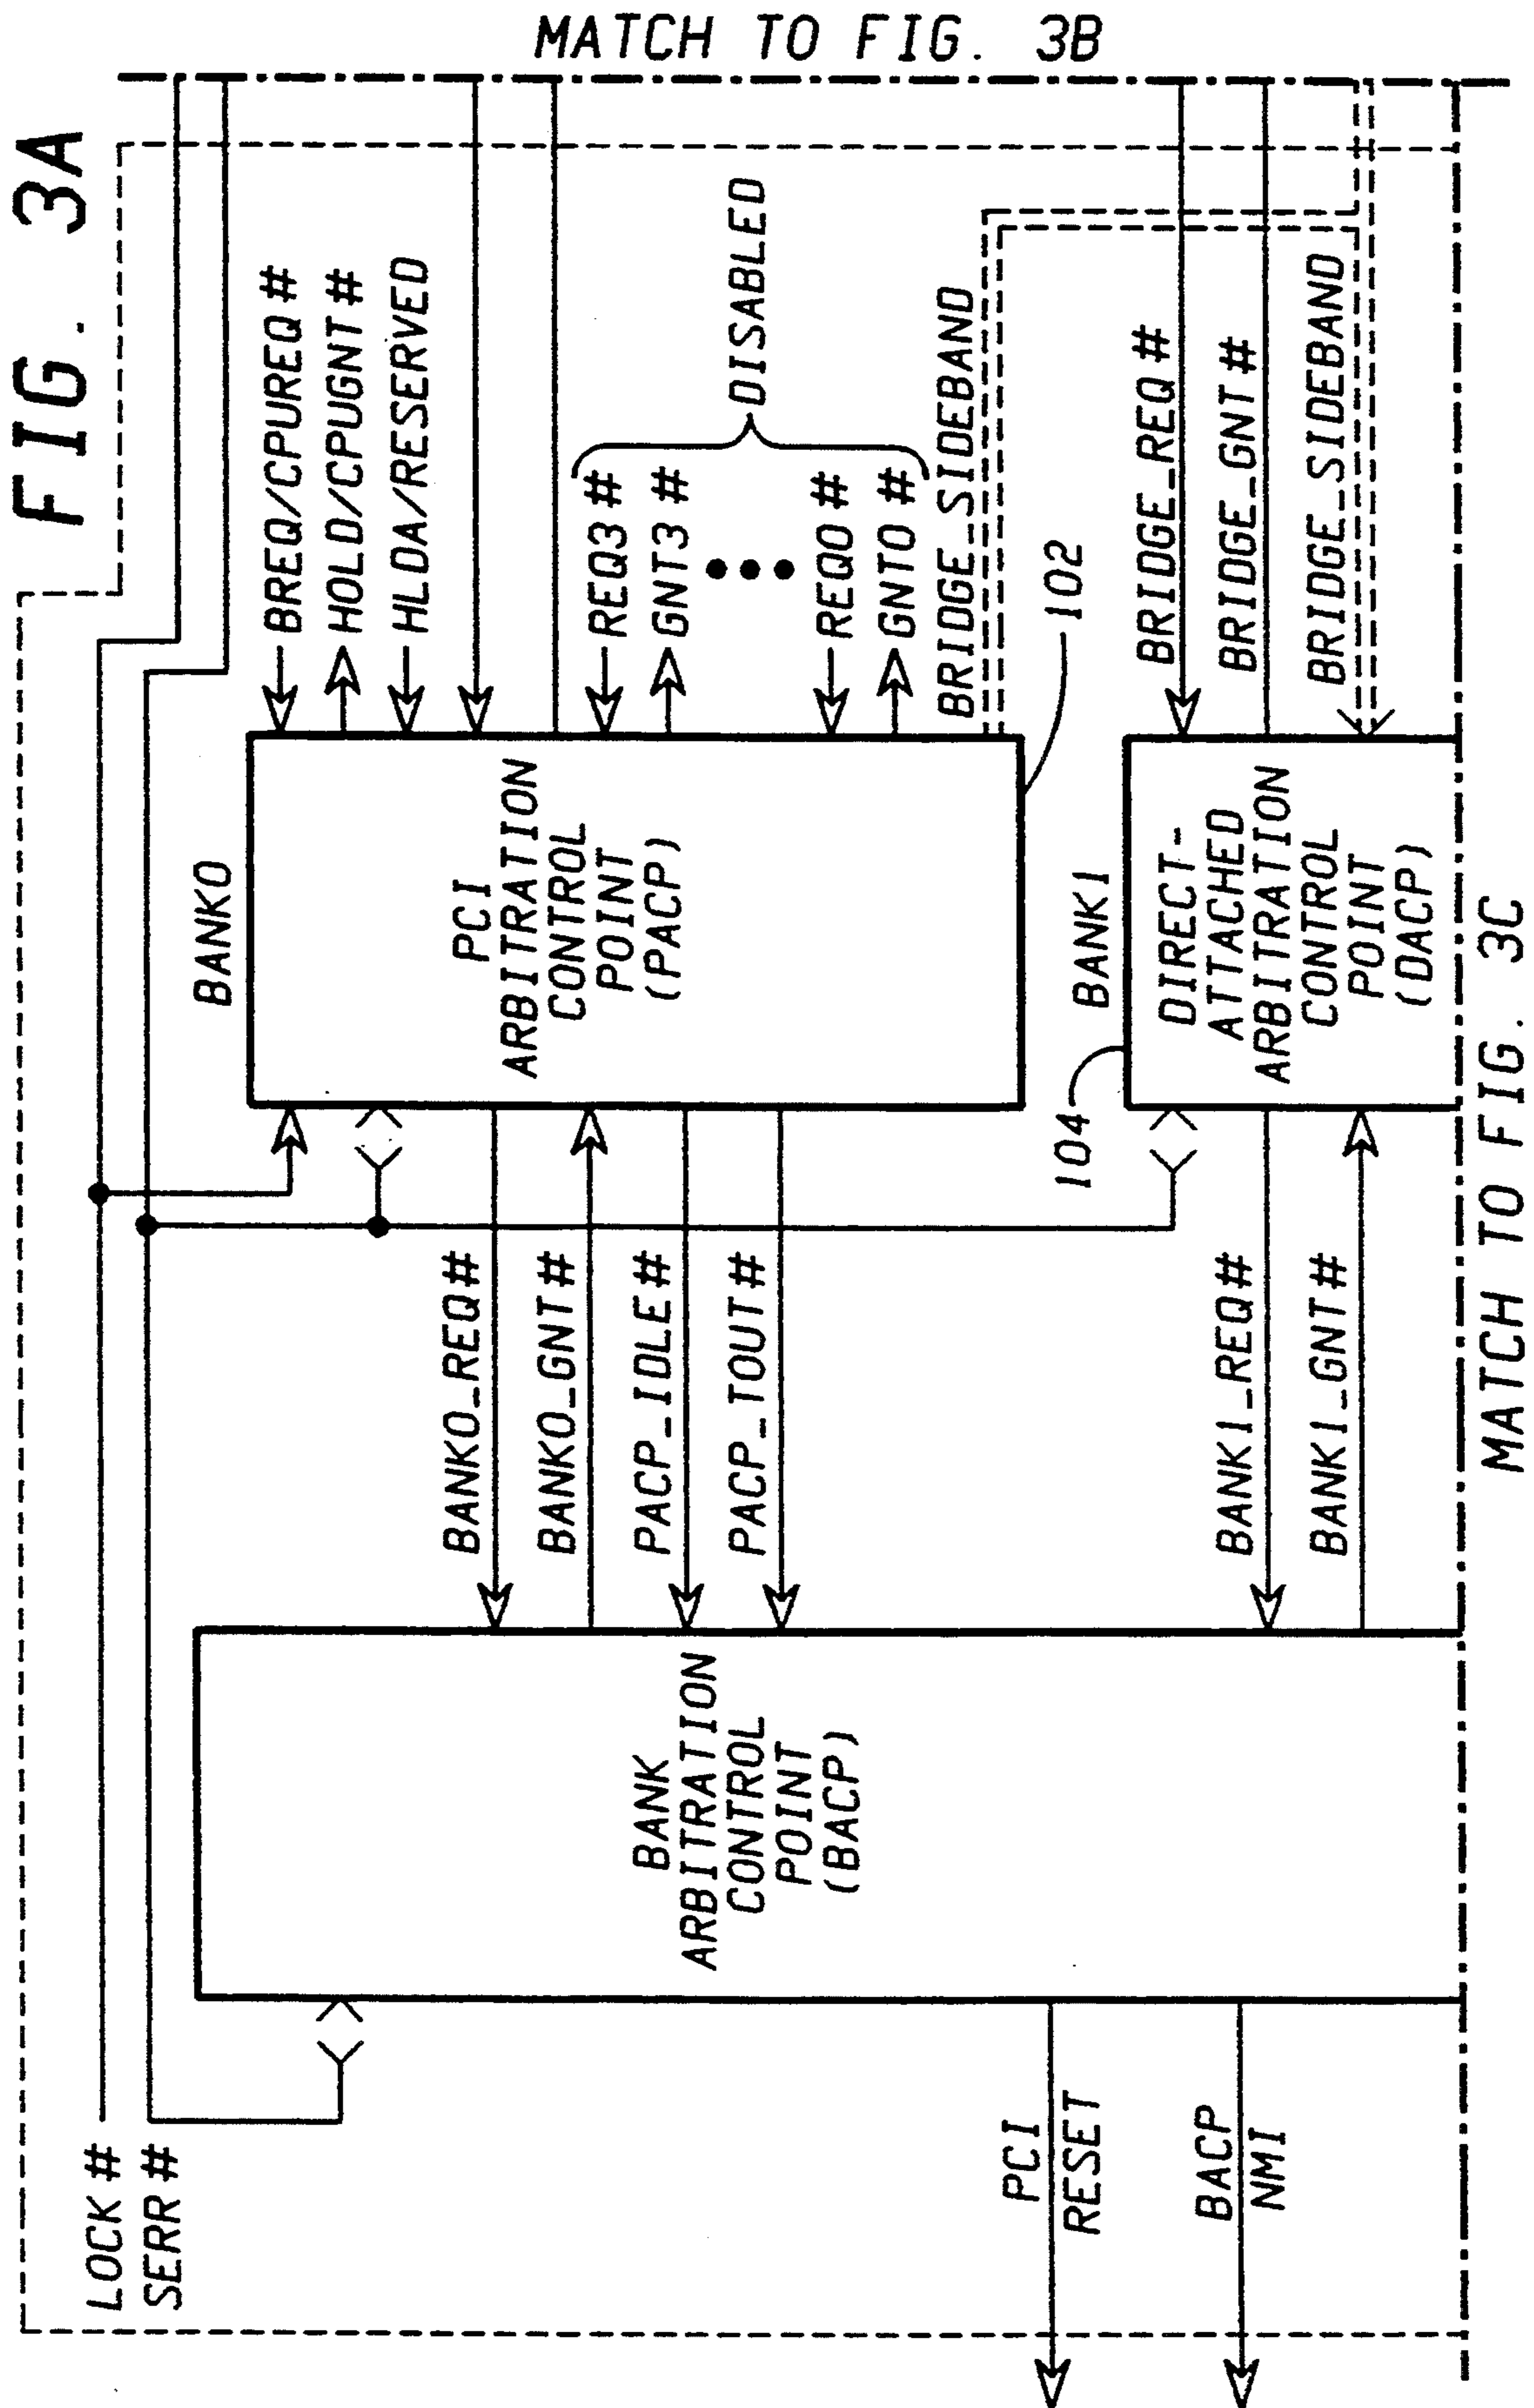 FIG. 3A
LOCK #
SERR #
BANK
ARBITRATION
CONTROL
POINT
(BACP)
PCI
RESET
BACP
NMI
BANK0_REQ#
BANK0_GNT#
PACP_IDLE#
PACP_TOUT#
BANK1_REQ#
BANK1_GNT#
BANK0
PCI
ARBITRATION
CONTROL
POINT
(PACP)
102
104
BANK1
DIRECT-
ATTACHED
ARBITRATION
CONTROL
POINT
(DACP)
BREQ/CPUREQ #
HOLD/CPUGNT #
HLDA/RESERVED
REQ3 #
GNT3 #
REQ0 #
GNT0 #
DISABLED
BRIDGE_SIDEBAND
BRIDGE_REQ #
BRIDGE_GNT #
BRIDGE_SIDEBAND
MATCH TO FIG. 3B
MATCH TO FIG. 3C